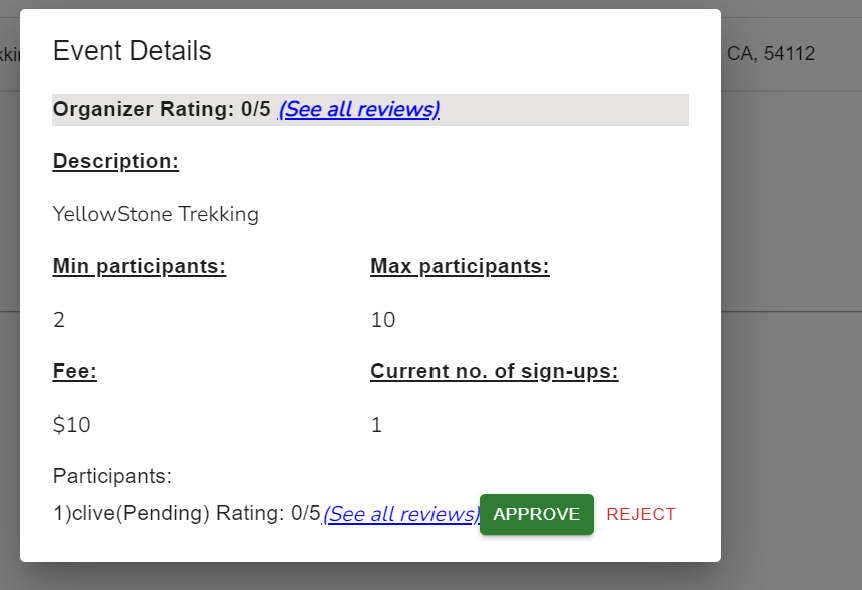 Event Details
CA, 54112
Organizer Rating: 0/5 (See all reviews)
Description:
YellowStone Trekking
Min participants: Max participants:
2 10
Fee: Current no. of sign-ups:
$10 1
Participants:
1)clive(Pending) Rating: 0/5(See all reviews) APPROVE REJECT